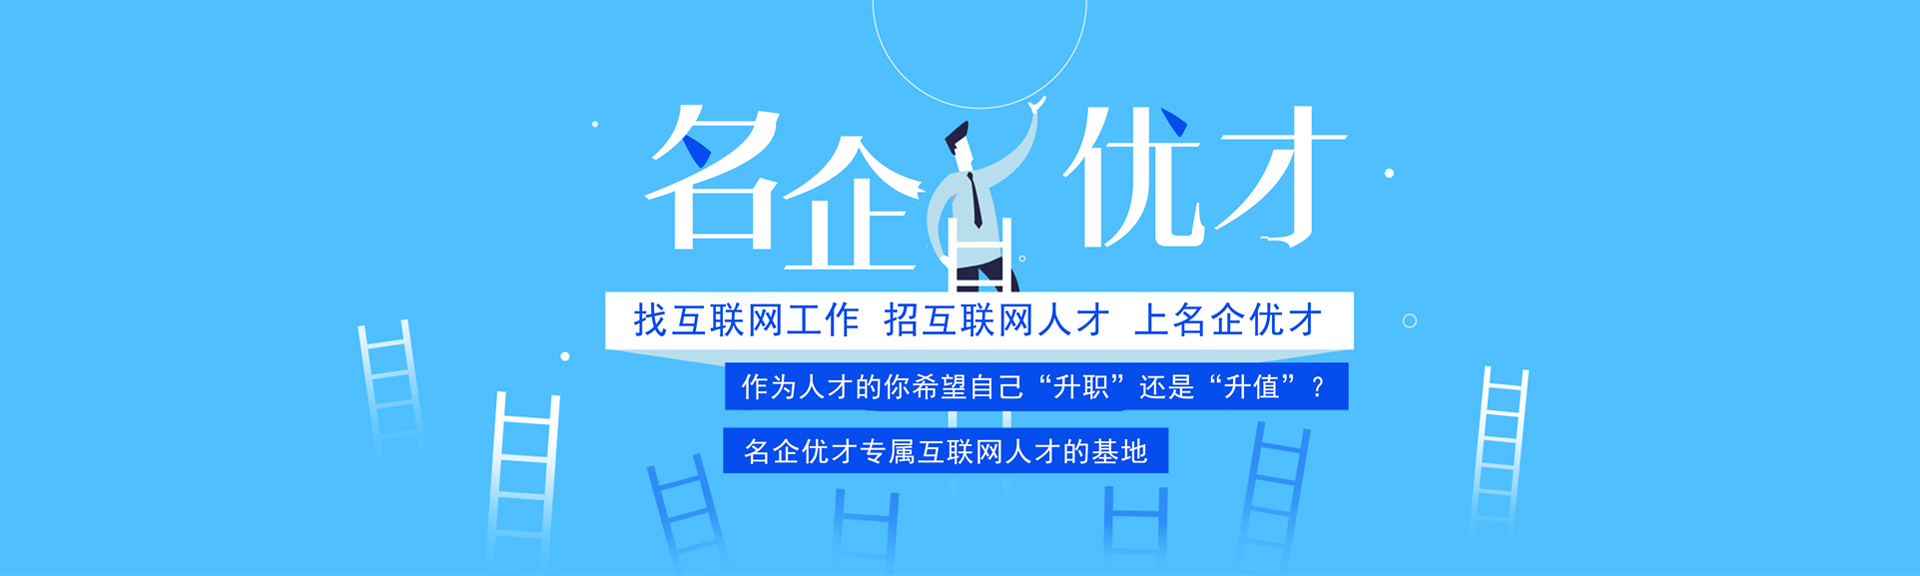 名企优才
找互联网工作 招互联网人才 上名企优才
作为人才的你希望自己“升职”还是“升值”？
名企优才专属互联网人才的基地